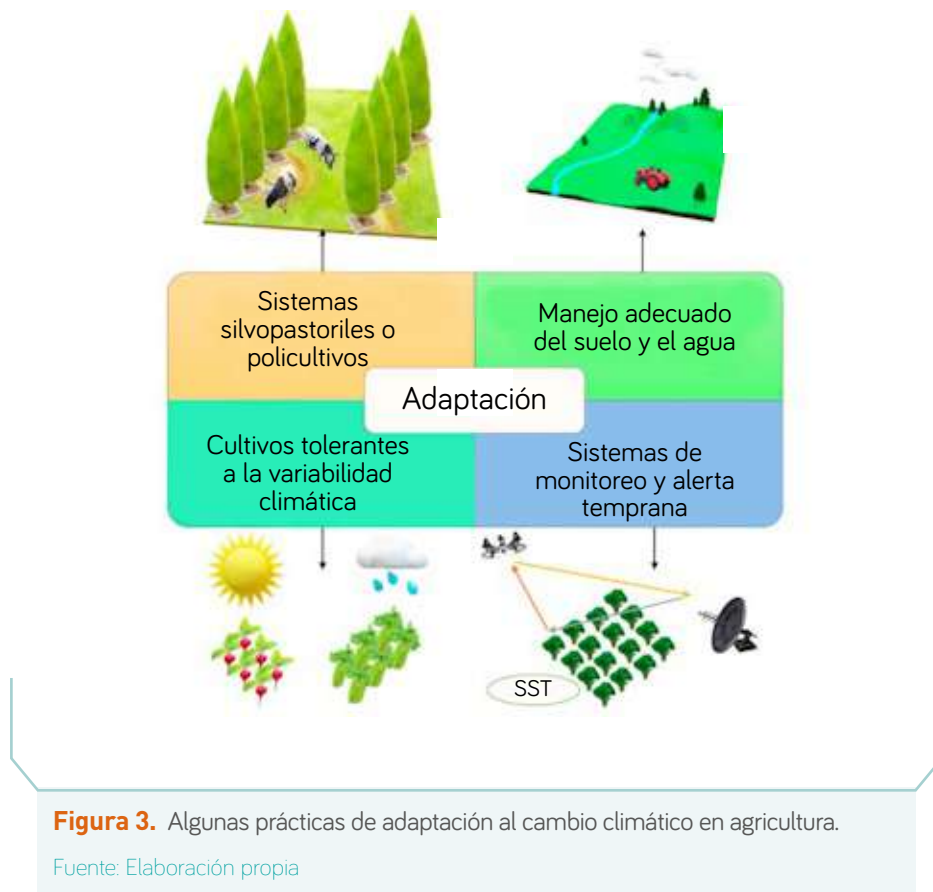 Sistemas
silvopastoriles o
policultivos
Manejo adecuado
del suelo y el agua
Adaptación
Cultivos tolerantes
a la variabilidad
climática
Sistemas de
monitoreo y alerta
temprana
SST
Figura 3. Algunas prácticas de adaptación al cambio climático en agricultura.
Fuente: Elaboración propia